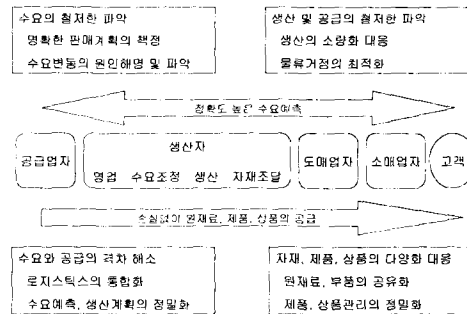 수요의 철저한 파악
명확한 판매계획의 책정
수요변동의 원인해명 및 파악
생산 및 공급의 철저한 파악
생산의 소량화 대응
물류거점의 최적화
정확도 높은 수요예측
공급업자
생산자
영업 수요조정 생산 자재조달
도매업자
소매업자
고객
손실없이 원재료, 제품, 상품의 공급
수요와 공급의 격차 해소
로지스틱스의 통합화
수요예측, 생산계획의 정밀화
자재, 제품, 상품의 다양화 대응
원재료, 부품의 공유화
제품, 상품관리의 정밀화